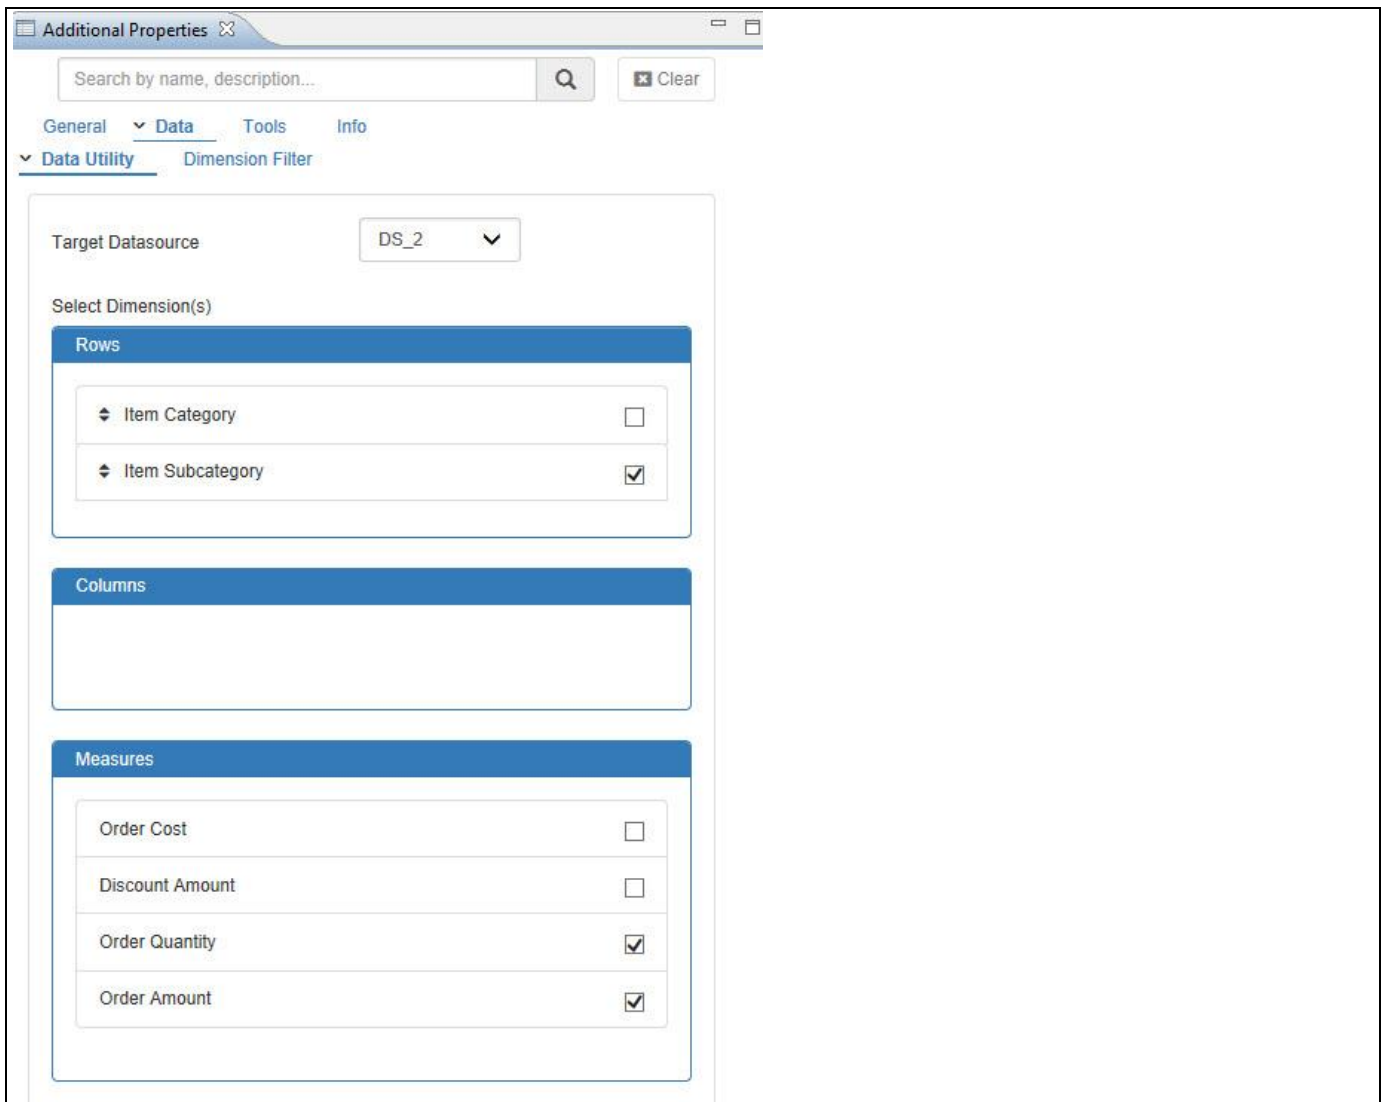 Additional Properties
Search by name, description...
Clear
General Data Tools Info
Data Utility Dimension Filter
Target Datasource DS_2
Select Dimension(s)
Rows
Item Category
Item Subcategory
Columns
Measures
Order Cost
Discount Amount
Order Quantity
Order Amount